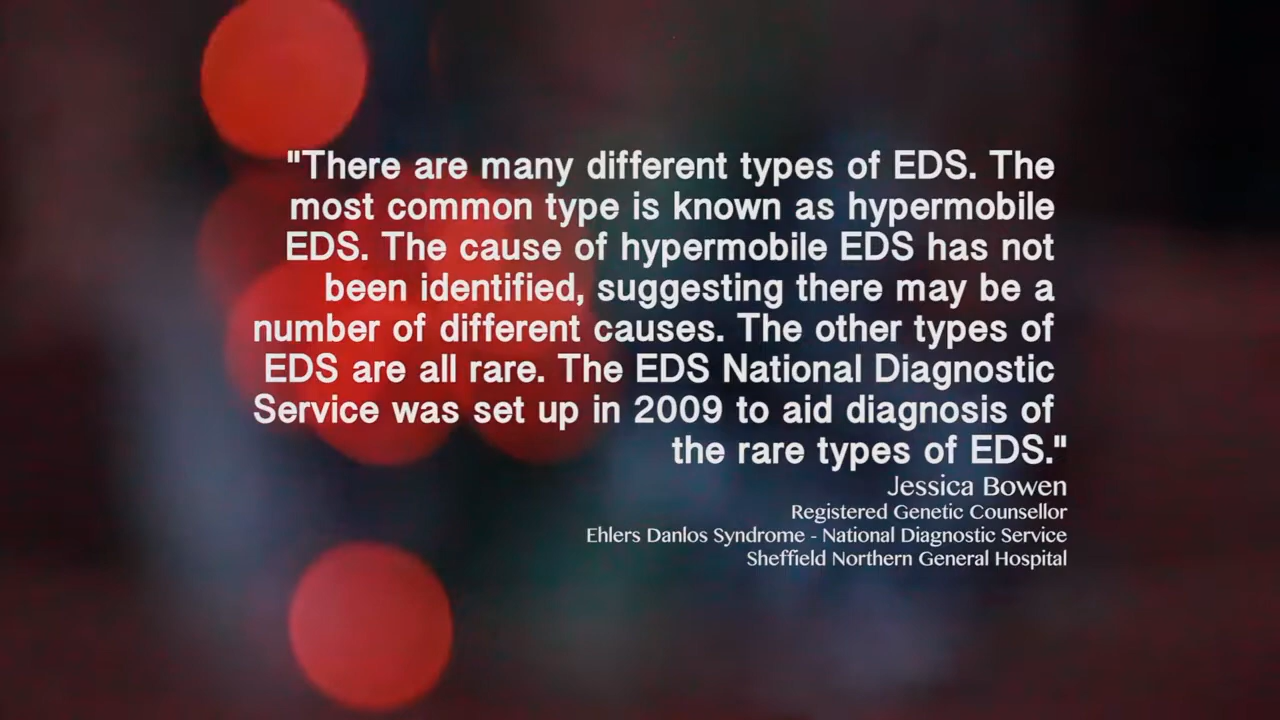 "There are many different types of EDS. The
most common type is known as hypermobile
EDS. The cause of hypermobile EDS has not
been identified, suggesting there may be a
number of different causes. The other types of
EDS are all rare. The EDS National Diagnostic
Service was set up in 2009 to aid diagnosis of
the rare types of EDS."
Jessica Bowen
Registered Genetic Counsellor
Ehlers Danlos Syndrome - National Diagnostic Service
Sheffield Northern General Hospital